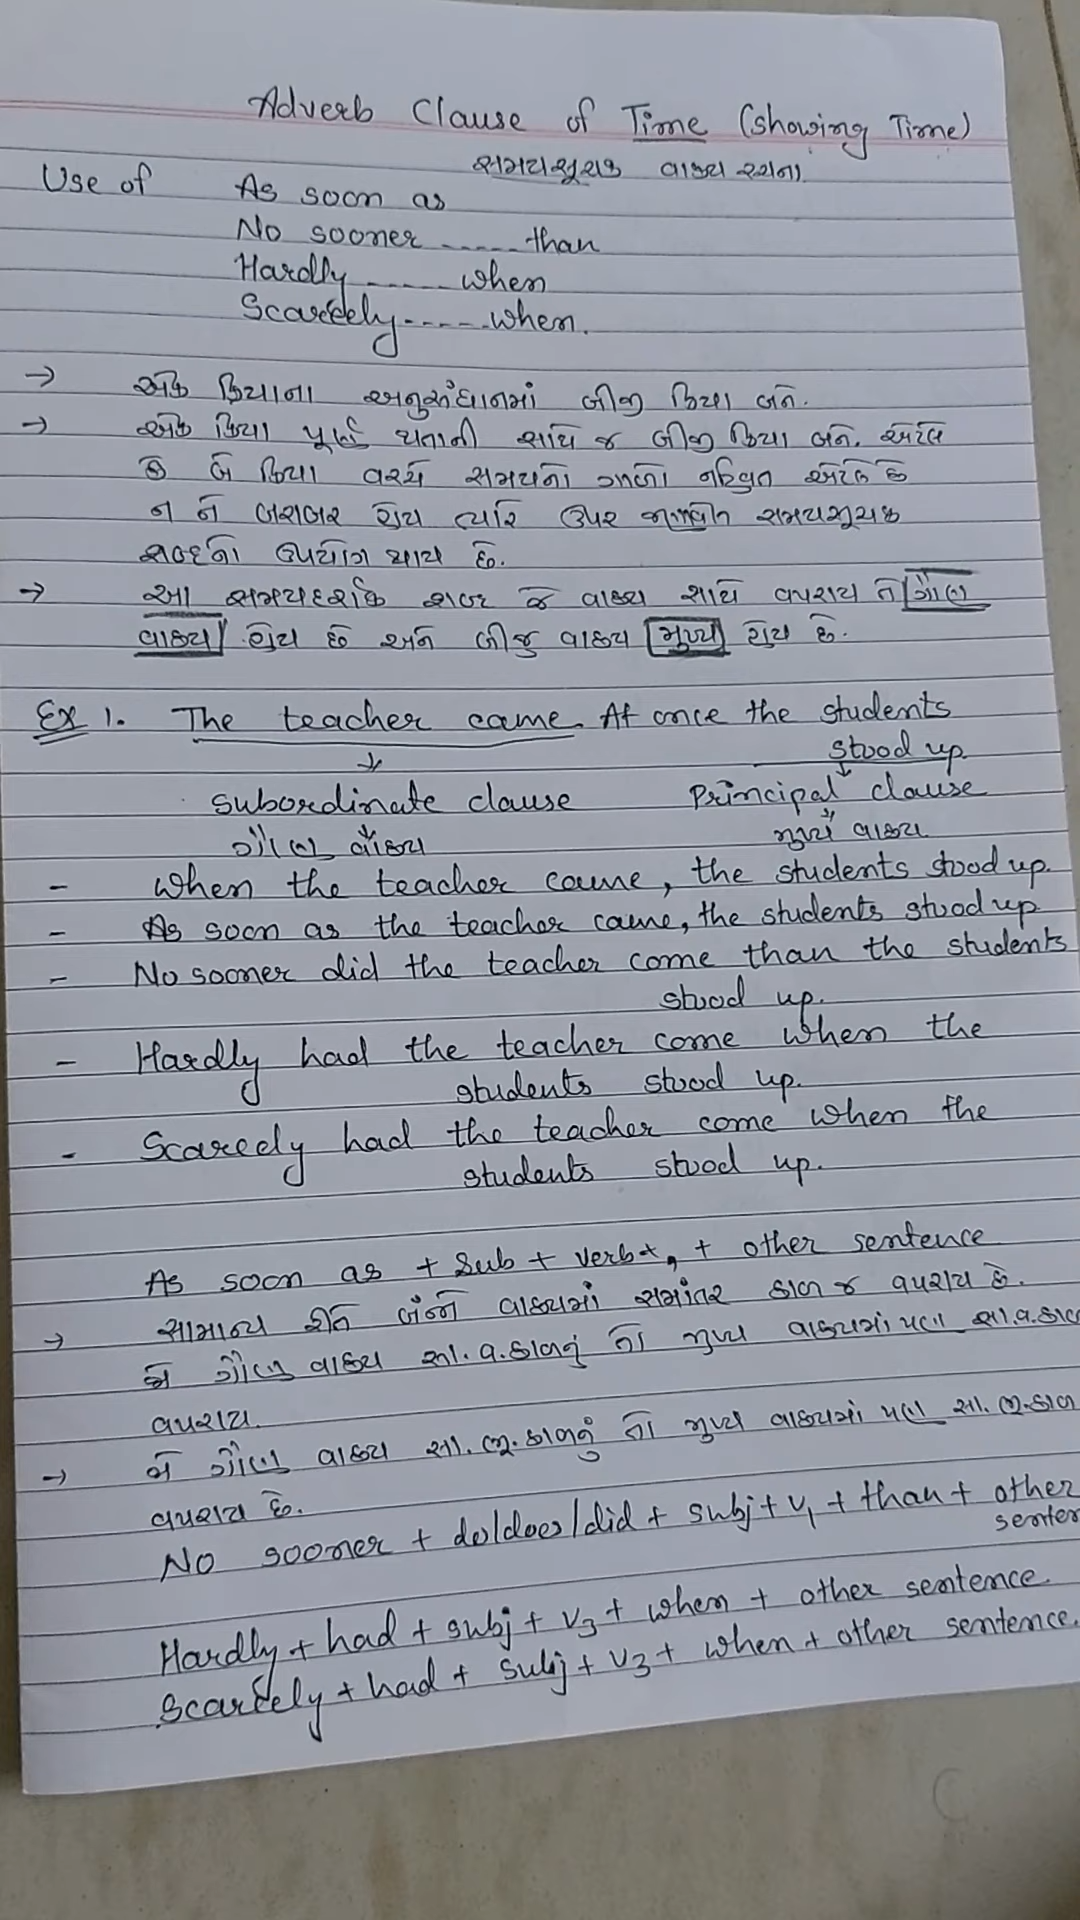 Adverb Clause of Time (showing Time)
સમયસૂચક વાક્ય રચના
Use of As soon as
No sooner ..... than
Hardly ...... when
Scarcely ..... when.
→ એક ક્રિયાના અનુસંધાનમાં બીજી ક્રિયા બને.
→ એક ક્રિયા પૂર્ણ થતાની સાથે જ બીજી ક્રિયા બને. એટલે
કે બે ક્રિયા વચ્ચે સમયનો ગાળો નહિવત એટલે કે
ન ને બરાબર હોય ત્યારે ઉપર મુજબ સમયસૂચક
શબ્દનો ઉપયોગ થાય છે.
→ આ સમયદર્શક શબ્દ જે વાક્ય સાથે વપરાય તે ગૌણ
વાક્ય હોય છે અને બીજુ વાક્ય મુખ્ય હોય છે.
Ex 1. The teacher came. At once the students
stood up.
subordinate clause Principal clause
ગૌણ વાક્ય મુખ્ય વાક્ય
- When the teacher came, the students stood up.
- As soon as the teacher came, the students stood up
- No sooner did the teacher come than the students
stood up.
- Hardly had the teacher come when the
students stood up.
- Scarcely had the teacher come when the
students stood up.
As soon as + Sub + verb + other sentence
→ સામાન્ય રીતે બંને વાક્યમાં સમાંતર કાળ જ વપરાય છે.
જો ગૌણ વાક્ય સા. વ. કાળનું તો મુખ્ય વાક્યમાં પણ સા.વ.કાળ
વપરાય.
→ જો ગૌણ વાક્ય સા. ભૂ. કાળનું તો મુખ્ય વાક્યમાં પણ સા. ભૂ. કાળ
વપરાય છે.
No sooner + do/does/did + subj + V1 + than + other
senten
Hardly + had + subj + V3 + when + other sentence.
Scarcely + had + subj + V3 + when + other sentence.